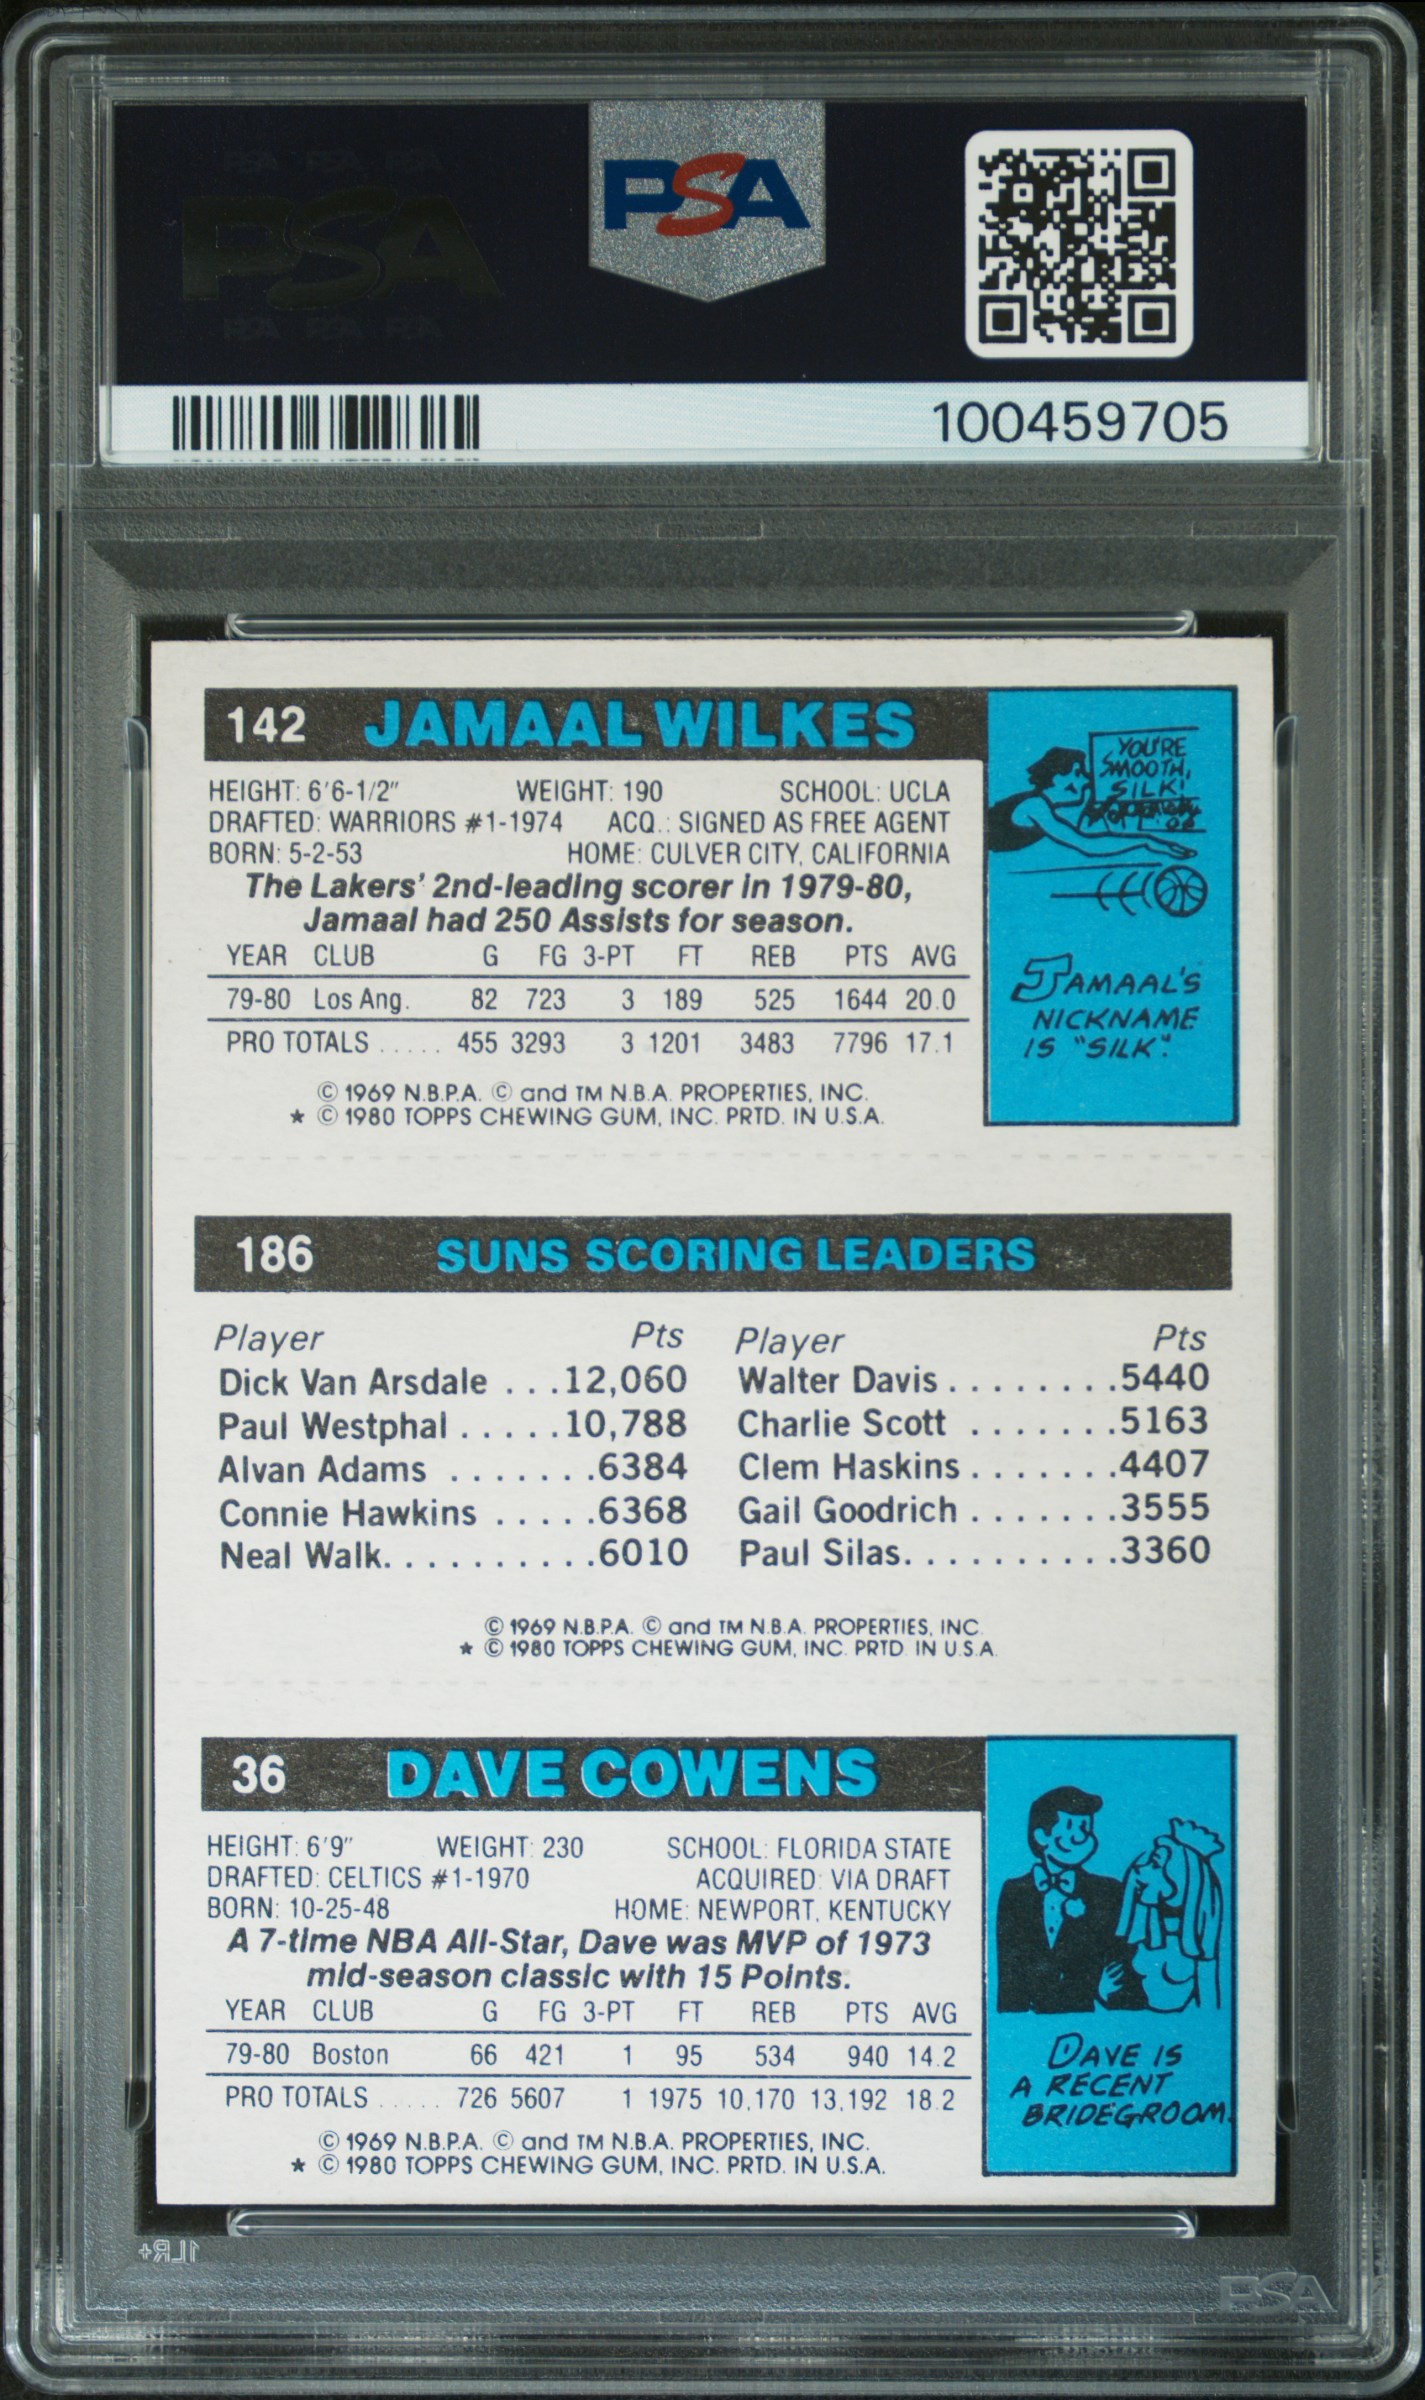 PSA
PSA PSA PSA
PSA
PSA PSA PSA
100459705
142 JAMAAL WILKES
HEIGHT: 6'6-1/2" WEIGHT: 190 SCHOOL: UCLA
DRAFTED: WARRIORS #1-1974 ACQ.: SIGNED AS FREE AGENT
BORN: 5-2-53 HOME: CULVER CITY, CALIFORNIA
The Lakers' 2nd-leading scorer in 1979-80,
Jamaal had 250 Assists for season.
YEAR CLUB G FG 3-PT FT REB PTS AVG
79-80 Los Ang. 82 723 3 189 525 1644 20.0
PRO TOTALS ..... 455 3293 3 1201 3483 7796 17.1
© 1969 N.B.P.A. © and TM N.B.A. PROPERTIES, INC.
* © 1980 TOPPS CHEWING GUM, INC. PRTD. IN U.S.A.
YOU'RE
SMOOTH,
SILK!
JAMAAL'S
NICKNAME
IS "SILK".
186 SUNS SCORING LEADERS
Player Pts Player Pts
Dick Van Arsdale ...12,060 Walter Davis........5440
Paul Westphal .....10,788 Charlie Scott .......5163
Alvan Adams .......6384 Clem Haskins.......4407
Connie Hawkins .....6368 Gail Goodrich.......3555
Neal Walk..........6010 Paul Silas..........3360
© 1969 N.B.P.A. © and TM N.B.A. PROPERTIES, INC.
* © 1980 TOPPS CHEWING GUM, INC. PRTD. IN U.S.A.
36 DAVE COWENS
HEIGHT: 6'9" WEIGHT: 230 SCHOOL: FLORIDA STATE
DRAFTED: CELTICS #1-1970 ACQUIRED: VIA DRAFT
BORN: 10-25-48 HOME: NEWPORT, KENTUCKY
A 7-time NBA All-Star, Dave was MVP of 1973
mid-season classic with 15 Points.
YEAR CLUB G FG 3-PT FT REB PTS AVG
79-80 Boston 66 421 1 95 534 940 14.2
PRO TOTALS ..... 726 5607 1 1975 10,170 13,192 18.2
© 1969 N.B.P.A. © and TM N.B.A. PROPERTIES, INC.
* © 1980 TOPPS CHEWING GUM, INC. PRTD. IN U.S.A.
DAVE IS
A RECENT
BRIDEGROOM.
1LR+
PSA